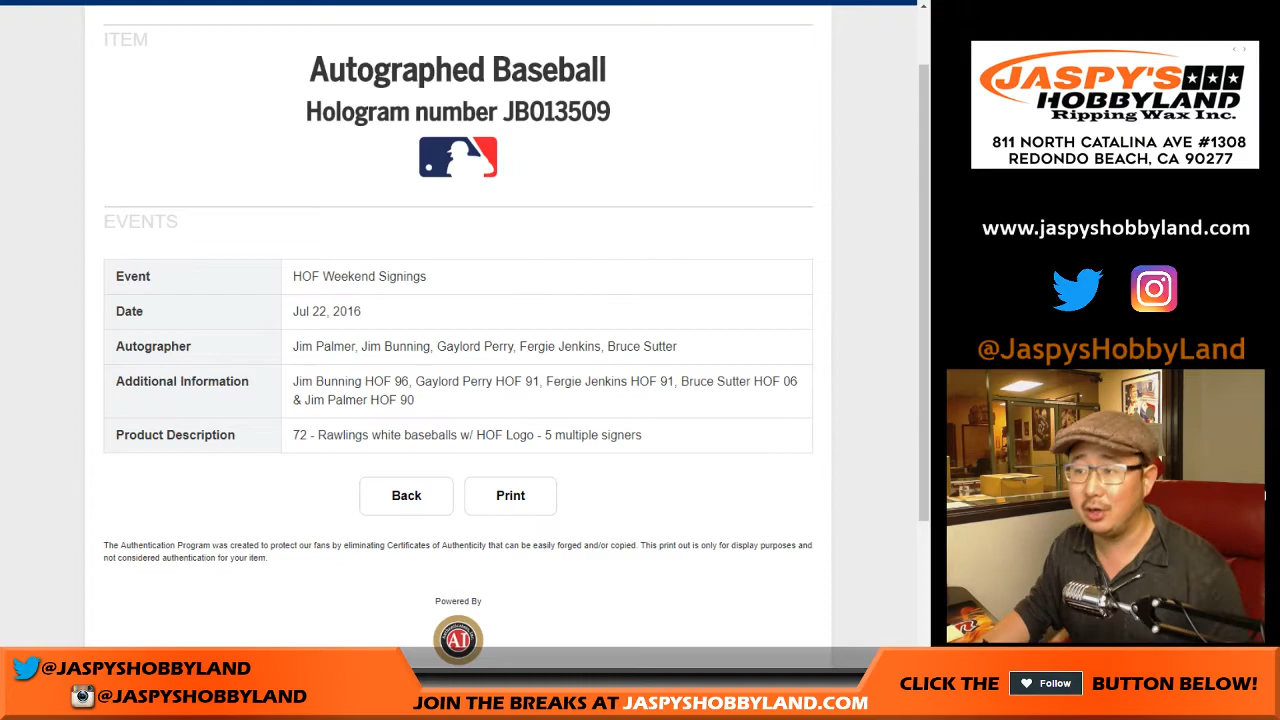 ITEM
Autographed Baseball
Hologram number JB013509
EVENTS
Event HOF Weekend Signings
Date Jul 22, 2016
Autographer Jim Palmer, Jim Bunning, Gaylord Perry, Fergie Jenkins, Bruce Sutter
Additional Information Jim Bunning HOF 96, Gaylord Perry HOF 91, Fergie Jenkins HOF 91, Bruce Sutter HOF 06
& Jim Palmer HOF 90
Product Description 72 - Rawlings white baseballs w/ HOF Logo - 5 multiple signers
Back Print
The Authentication Program was created to protect our fans by eliminating Certificates of Authenticity that can be easily forged and/or copied. This print out is only for display purposes and
not considered authentication for your item.
Powered By
AI
JASPY'S
HOBBYLAND
Ripping Wax Inc.
811 NORTH CATALINA AVE #1308
REDONDO BEACH, CA 90277
www.jaspyshobbyland.com
@JaspysHobbyLand
@JASPYSHOBBYLAND
@JASPYSHOBBYLAND
JOIN THE BREAKS AT JASPYSHOBBYLAND.COM
CLICK THE Follow BUTTON BELOW!